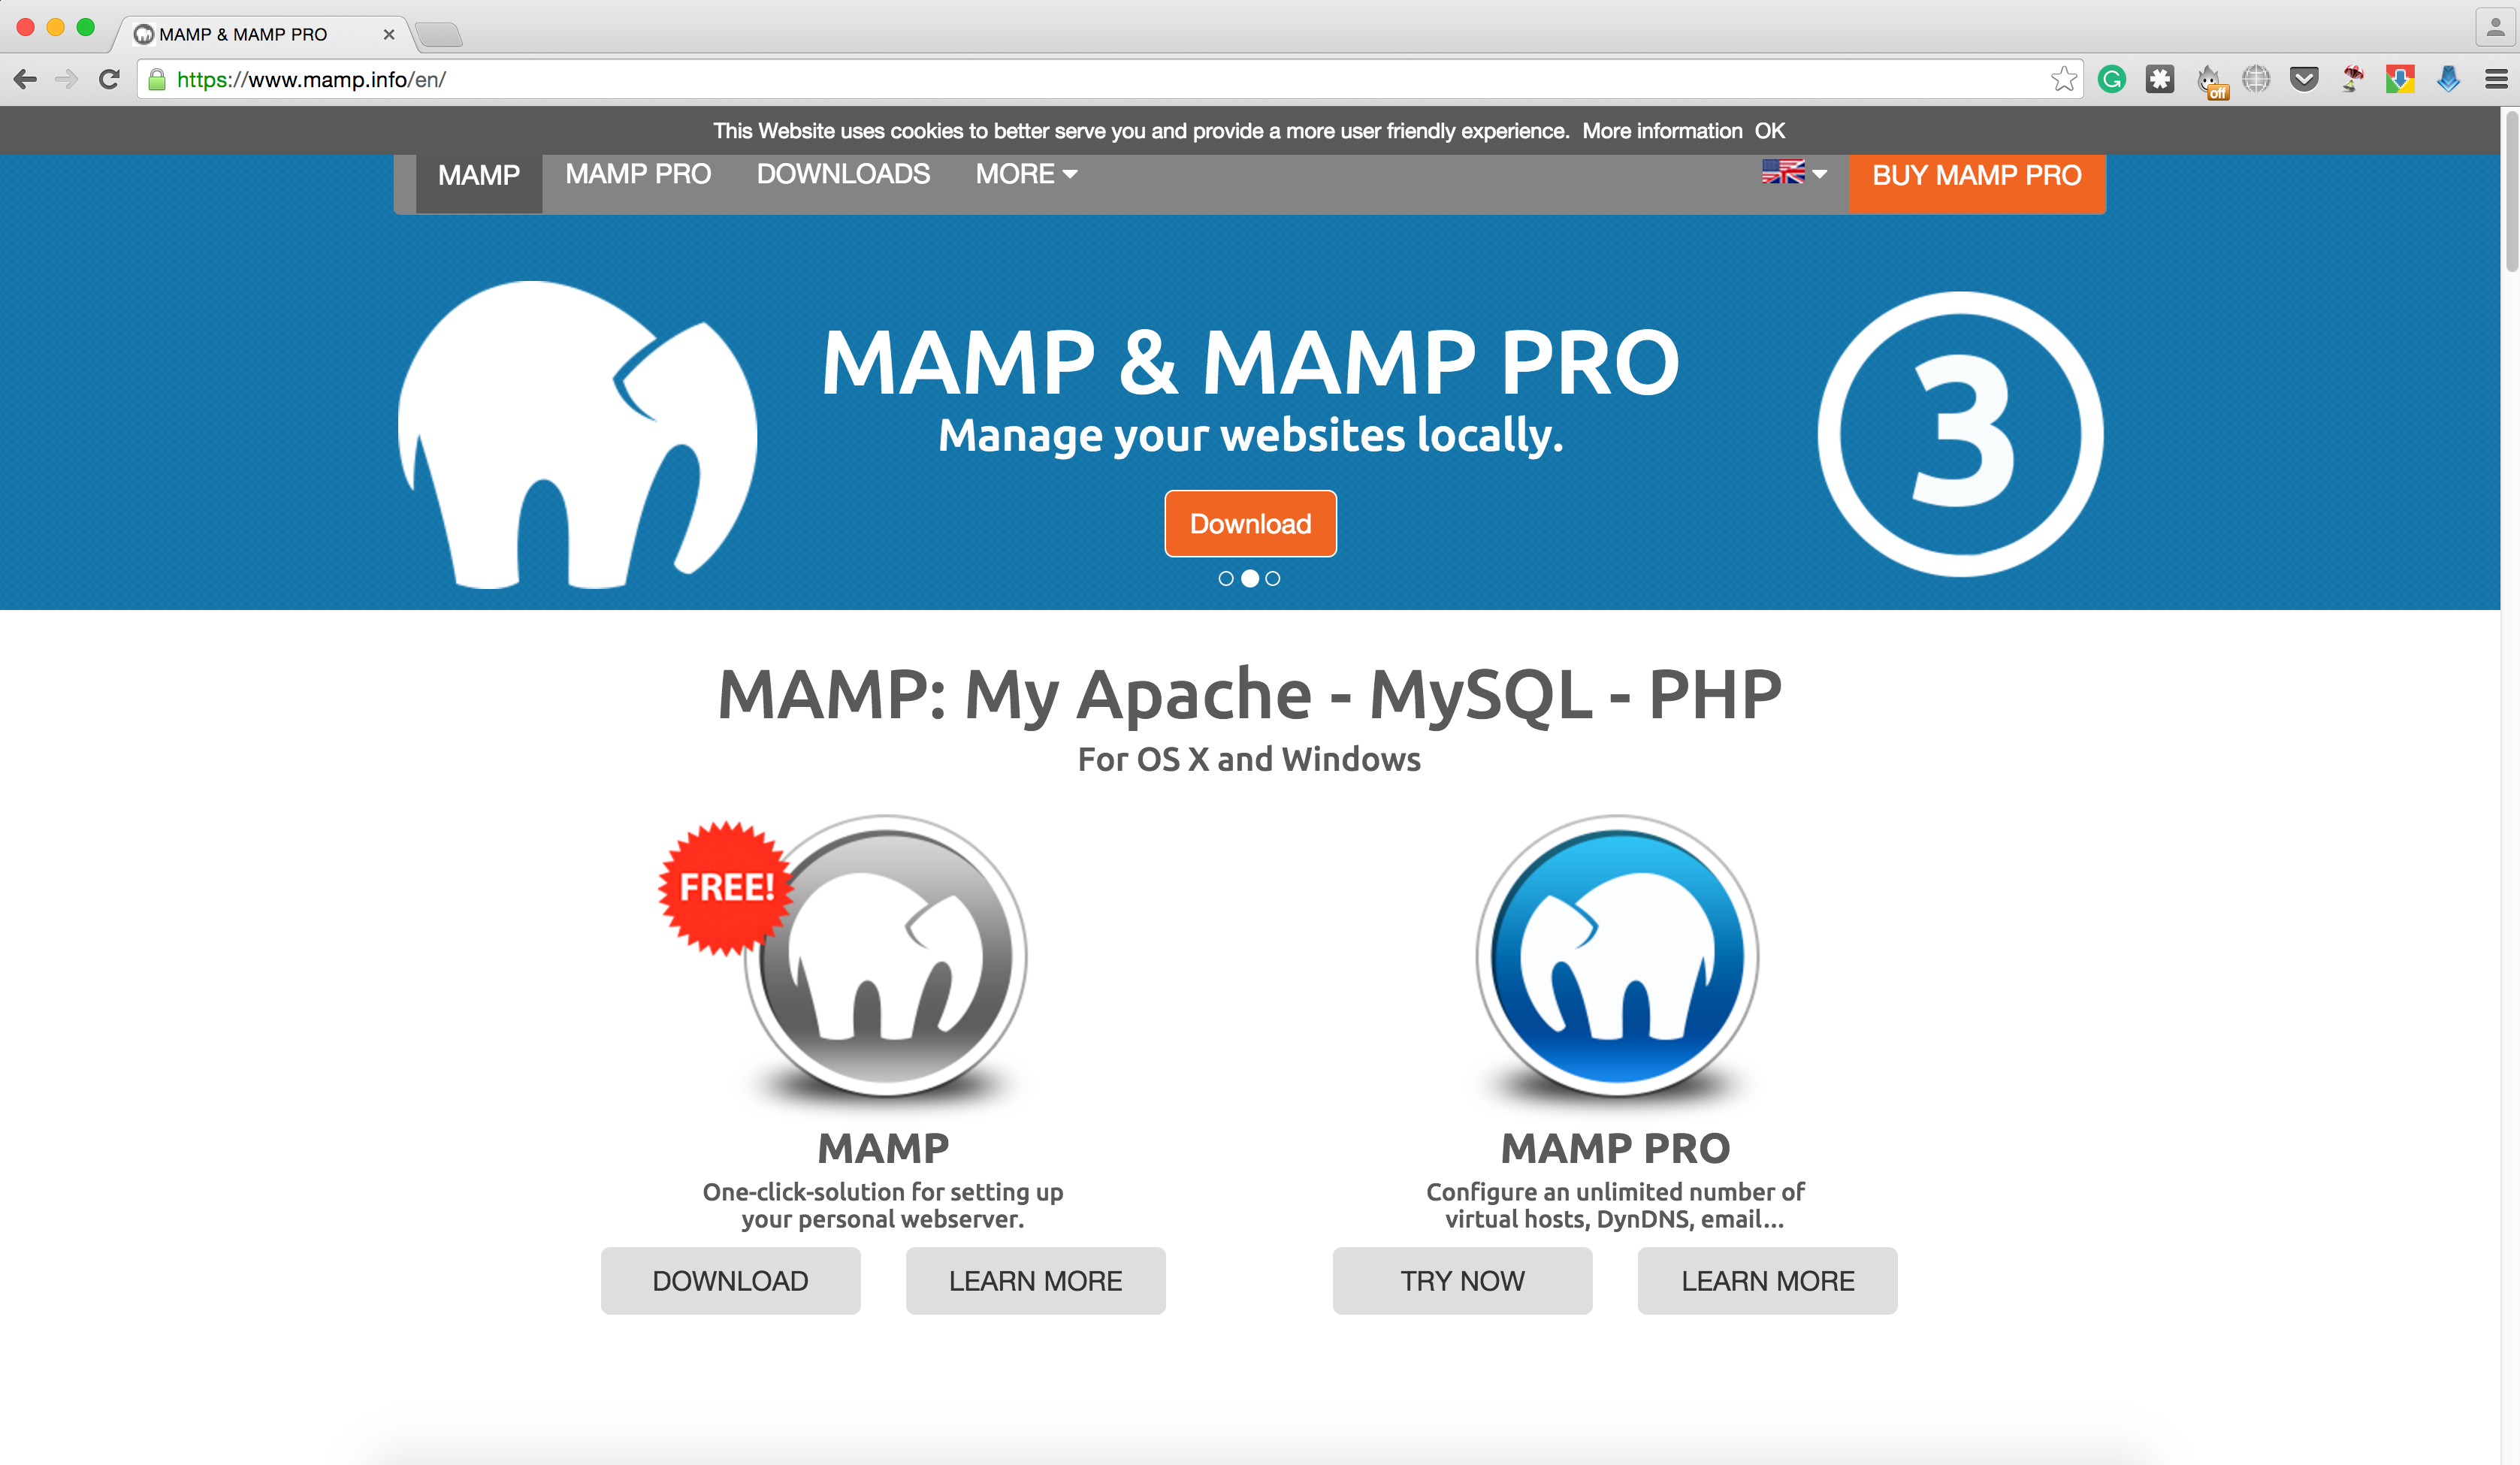 MAMP & MAMP PRO
https://www.mamp.info/en/
off
This Website uses cookies to better serve you and provide a more user friendly experience. More information OK
MAMP MAMP PRO DOWNLOADS MORE BUY MAMP PRO
MAMP & MAMP PRO
Manage your websites locally.
3
Download
MAMP: My Apache - MySQL - PHP
For OS X and Windows
FREE!
MAMP
One-click-solution for setting up
your personal webserver.
DOWNLOAD LEARN MORE
MAMP PRO
Configure an unlimited number of
virtual hosts, DynDNS, email...
TRY NOW LEARN MORE